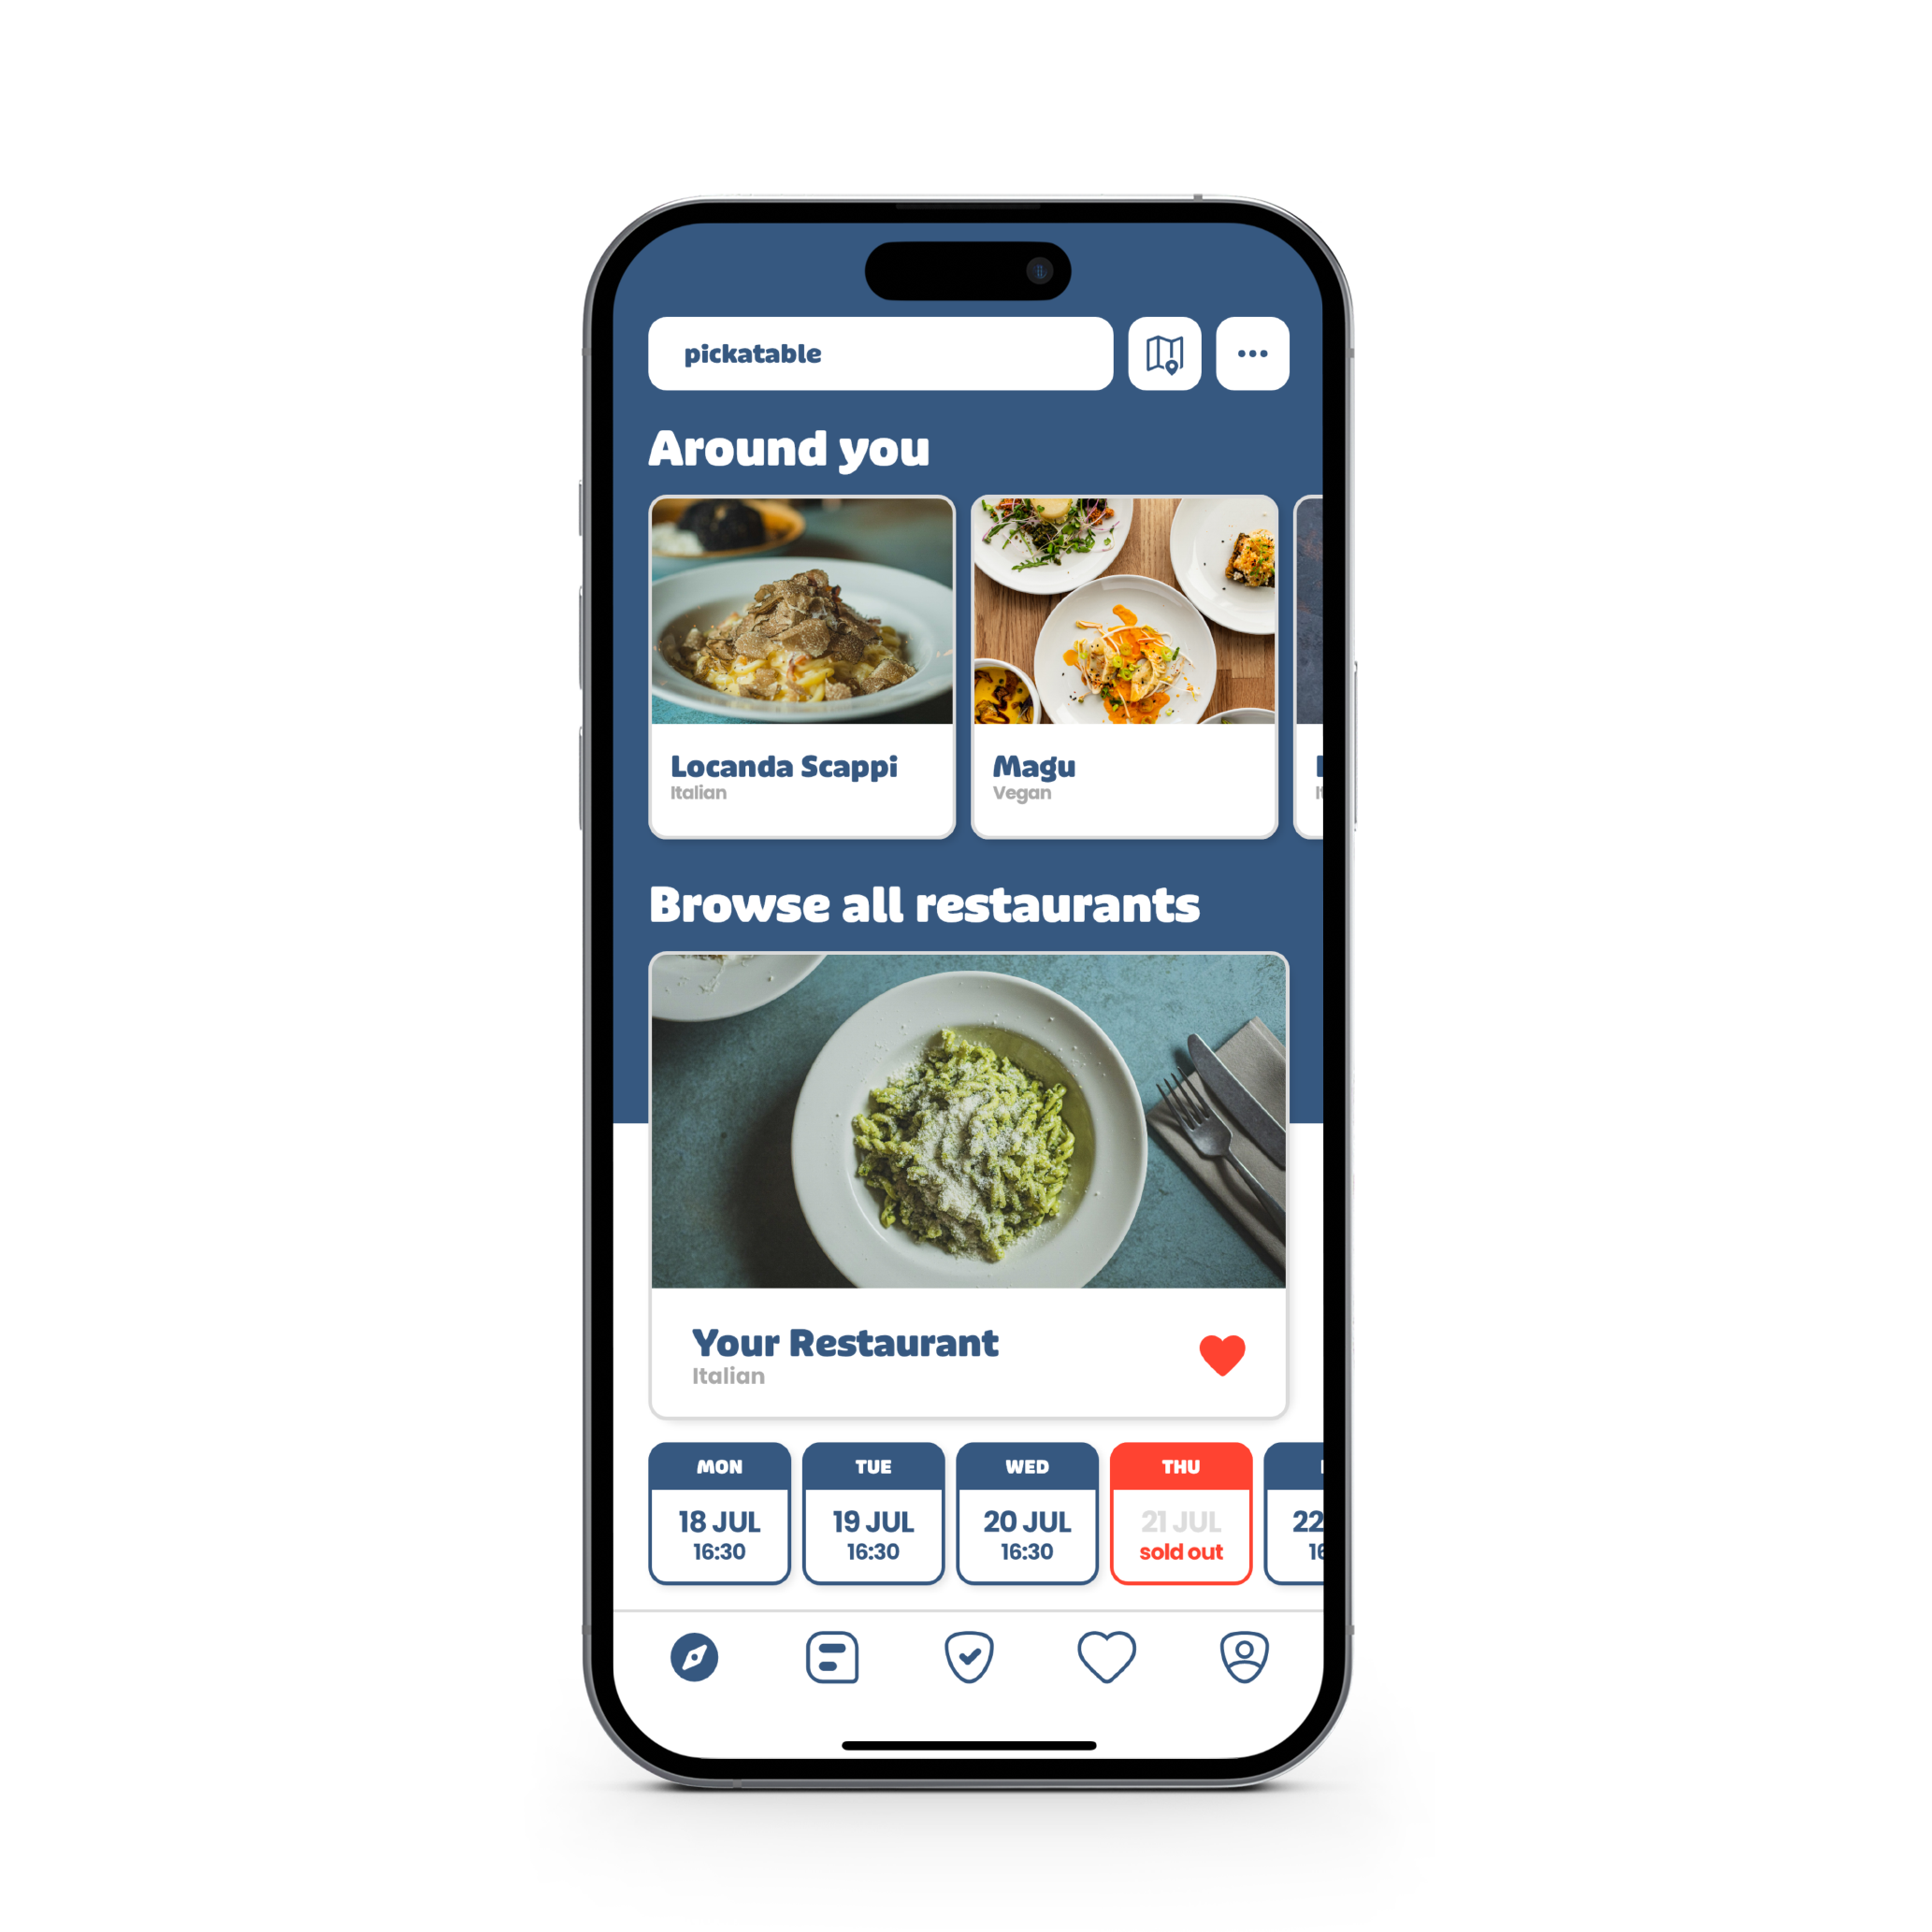 pickatable
Around you
Locanda Scappi
Italian
Magu
Vegan
Browse all restaurants
Your Restaurant
Italian
MON
18 JUL
16:30
TUE
19 JUL
16:30
WED
20 JUL
16:30
THU
21 JUL
sold out
22